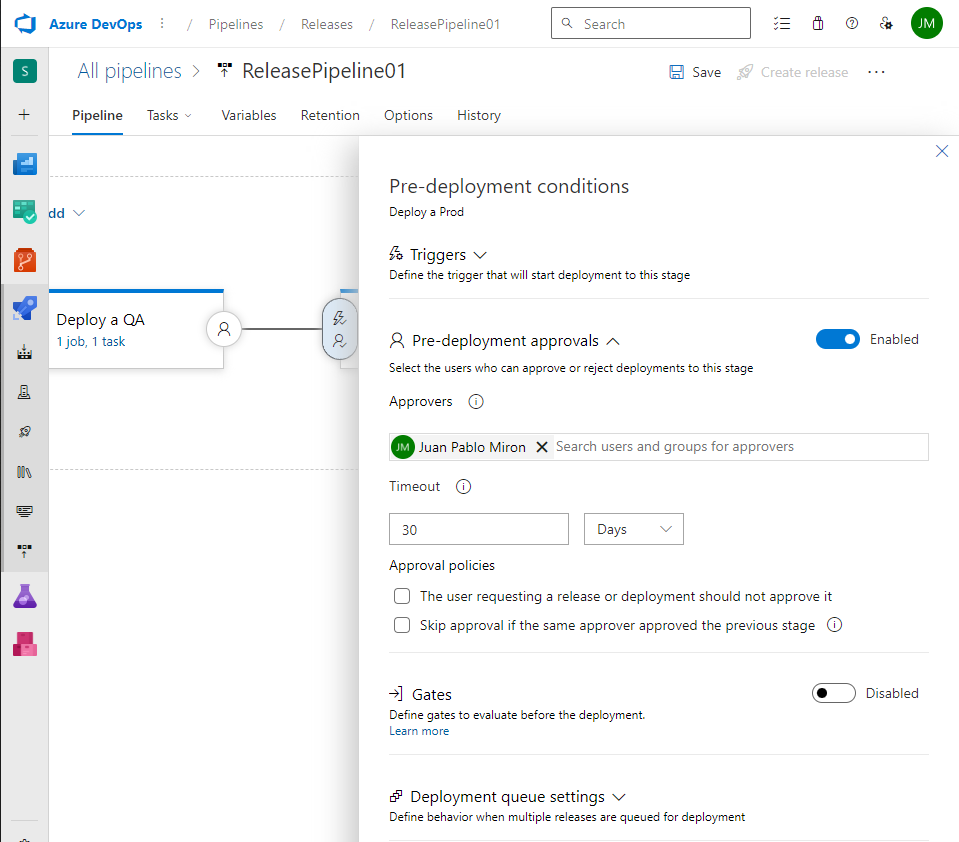 Azure DevOps / Pipelines / Releases / ReleasePipeline01 Search JM
S All pipelines > ReleasePipeline01 Save Create release ...
Pipeline Tasks Variables Retention Options History
Pre-deployment conditions
Deploy a Prod
dd
Triggers
Define the trigger that will start deployment to this stage
Deploy a QA
1 job, 1 task
Pre-deployment approvals Enabled
Select the users who can approve or reject deployments to this stage
Approvers
JM Juan Pablo Miron Search users and groups for approvers
Timeout
30 Days
Approval policies
The user requesting a release or deployment should not approve it
Skip approval if the same approver approved the previous stage
Gates Disabled
Define gates to evaluate before the deployment.
Learn more
Deployment queue settings
Define behavior when multiple releases are queued for deployment